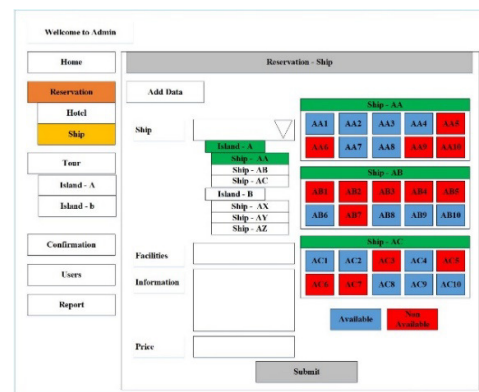 Wellcome to Admin
Home
Reservation - Ship
Reservation
Hotel
Ship
Tour
Island - A
Island - b
Confirmation
Users
Report
Add Data
Ship
Island - A
Ship - AA
Ship - AB
Ship - AC
Island - B
Ship - AX
Ship - AY
Ship - AZ
Facilities
Information
Price
Submit
Ship - AA
AA1 AA2 AA3 AA4 AA5
AA6 AA7 AA8 AA9 AA10
Ship - AB
AB1 AB2 AB3 AB4 AB5
AB6 AB7 AB8 AB9 AB10
Ship - AC
AC1 AC2 AC3 AC4 AC5
AC6 AC7 AC8 AC9 AC10
Available
Non
Available